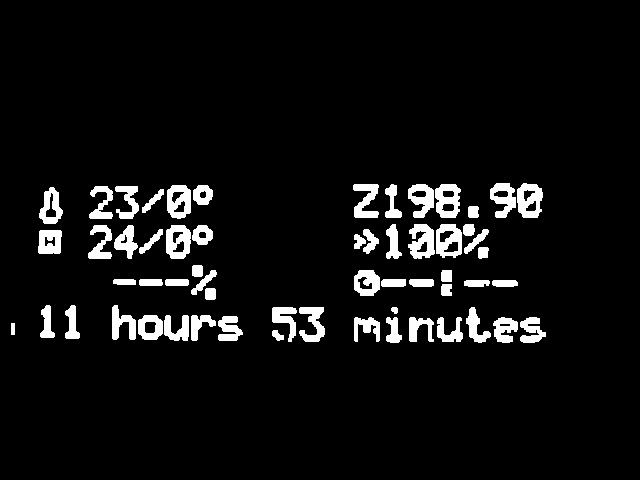 23/0° Z198.90
24/0° »100%
---% --:--
11 hours 53 minutes